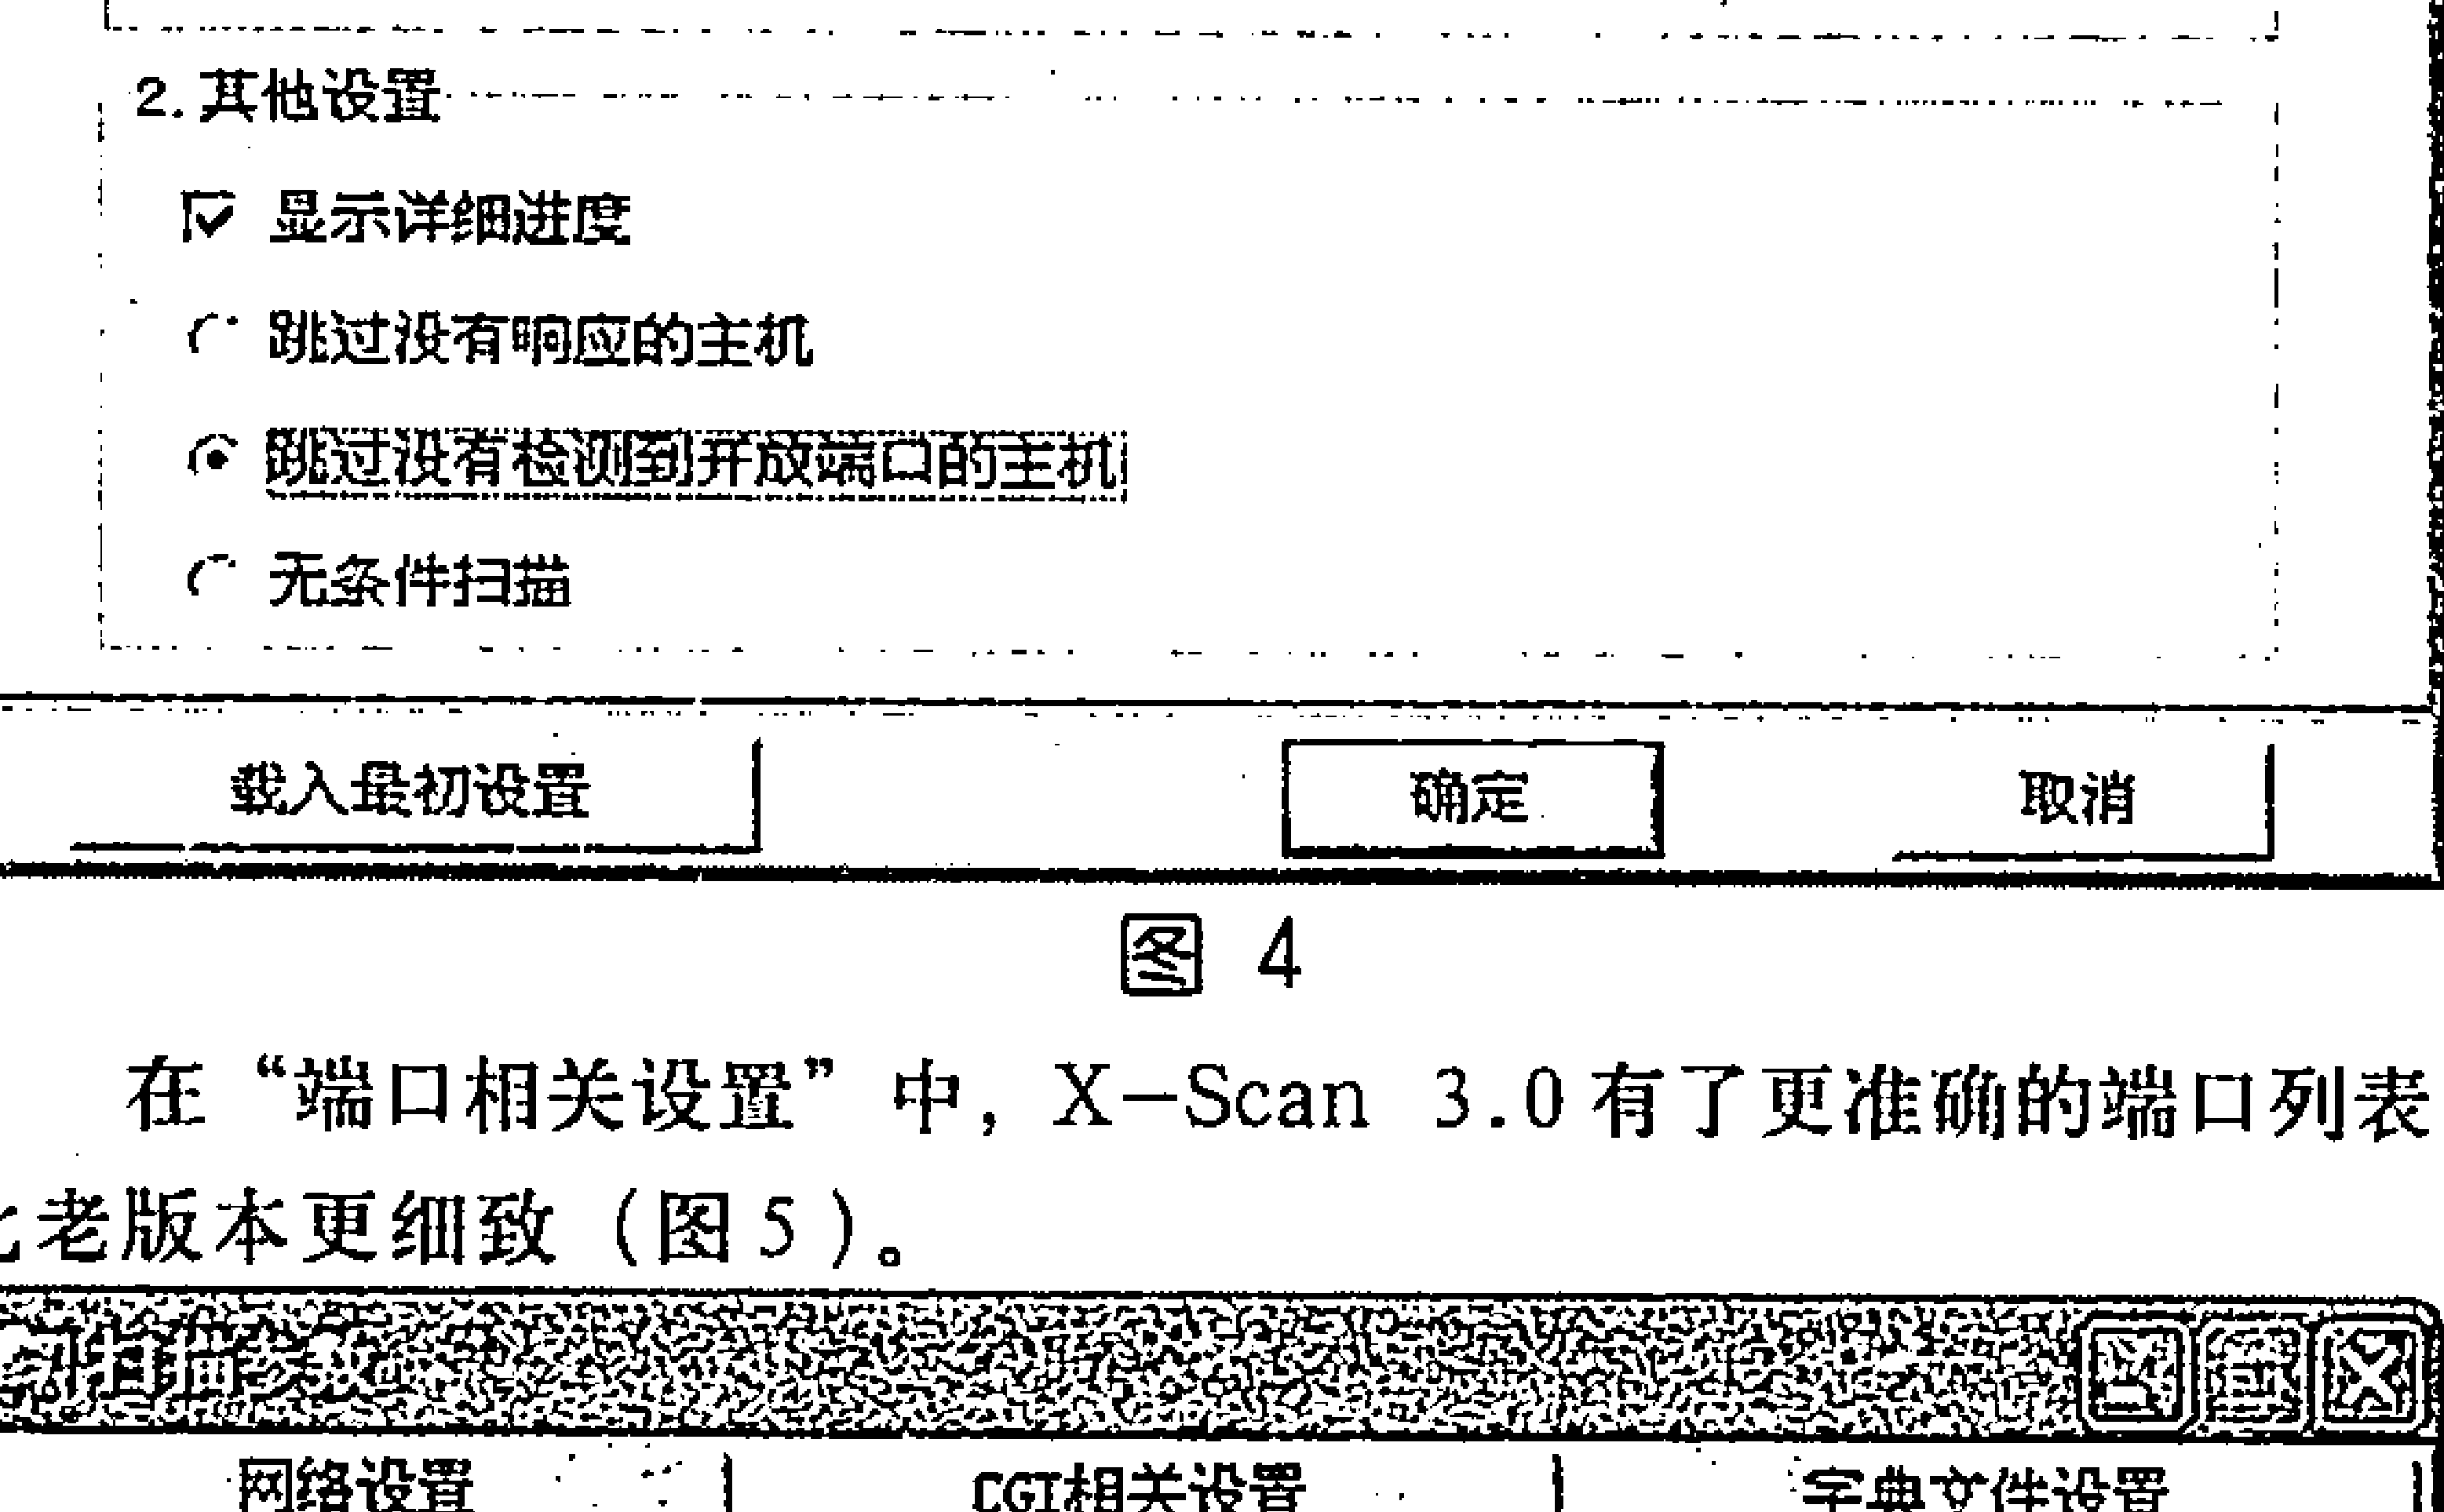 2. 其他设置
显示详细进度
跳过没有响应的主机
跳过没有检测到开放端口的主机
无条件扫描
载入最初设置 确定 取消
图 4
在“端口相关设置”中, X-Scan 3.0有了更准确的端口列表
老版本更细致 (图5)。
扫描参数
网络设置 CGI相关设置 字典文件设置